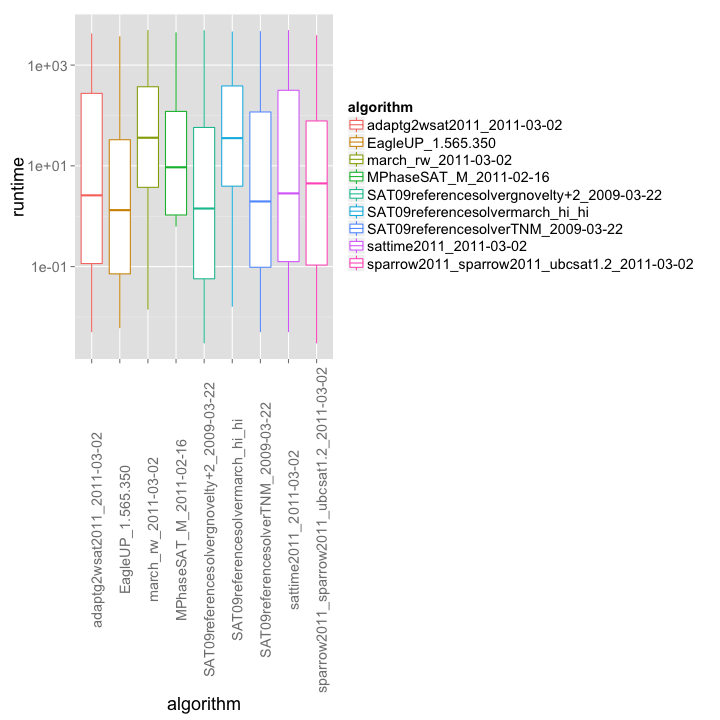 runtime
1e+03
1e+01
1e-01
adaptg2wsat2011_2011-03-02
EagleUP_1.565.350
march_rw_2011-03-02
MPhaseSAT_M_2011-02-16
SAT09referencesolvergnovelty+2_2009-03-22
SAT09referencesolvermarch_hi_hi
SAT09referencesolverTNM_2009-03-22
sattime2011_2011-03-02
sparrow2011_sparrow2011_ubcsat1.2_2011-03-02
algorithm
algorithm
adaptg2wsat2011_2011-03-02
EagleUP_1.565.350
march_rw_2011-03-02
MPhaseSAT_M_2011-02-16
SAT09referencesolvergnovelty+2_2009-03-22
SAT09referencesolvermarch_hi_hi
SAT09referencesolverTNM_2009-03-22
sattime2011_2011-03-02
sparrow2011_sparrow2011_ubcsat1.2_2011-03-02